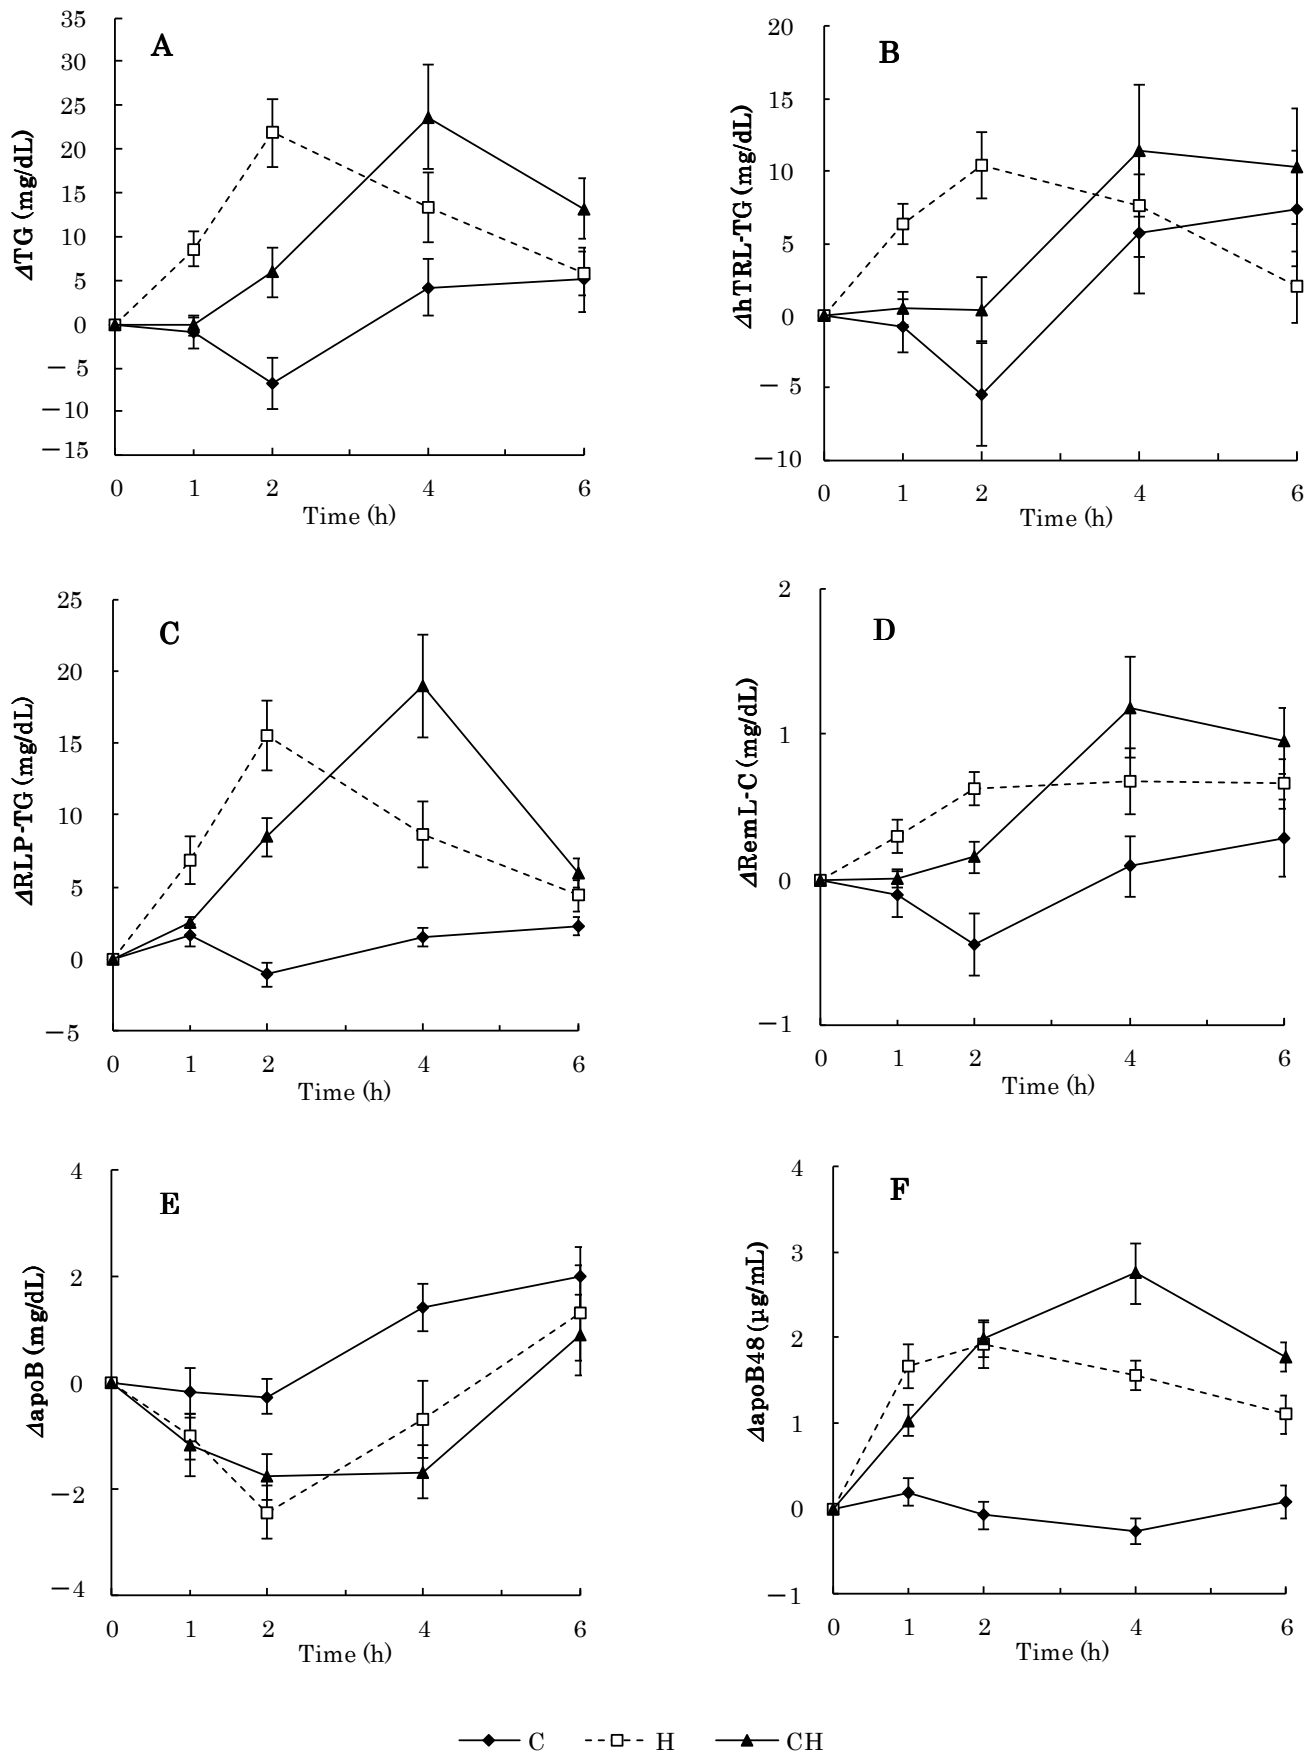 A
ΔTG (mg/dL)
35
30
25
20
15
10
5
0
−5
−10
−15
0 1 2 4 6
Time (h)
B
ΔhTRL-TG (mg/dL)
20
15
10
5
0
−5
−10
0 1 2 4 6
Time (h)
C
ΔRLP-TG (mg/dL)
25
20
15
10
5
0
−5
0 1 2 4 6
Time (h)
D
ΔRemL-C (mg/dL)
2
1
0
−1
0 1 2 4 6
Time (h)
E
ΔapoB (mg/dL)
4
2
0
−2
−4
0 1 2 4 6
Time (h)
F
ΔapoB48 (μg/mL)
4
3
2
1
0
−1
0 1 2 4 6
Time (h)
C H CH